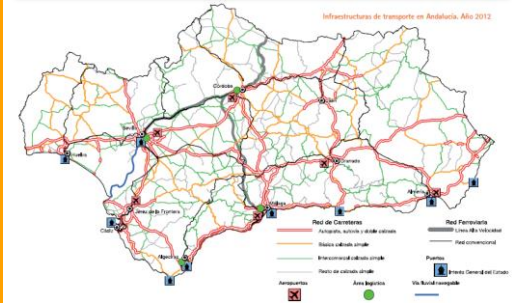 Infraestructuras de transporte en Andalucía. Año 2012
Córdoba
Jaén
Sevilla
Huelva
Granada
Almería
Málaga
Jerez de la Frontera
Cádiz
Algeciras
Red de Carreteras
Autopista, autovía y doble calzada
Básica calzada simple
Intercomarcal calzada simple
Resto de calzada simple
Red Ferroviaria
Línea Alta Velocidad
Red convencional
Puertos
Interés General del Estado
Aeropuertos
Área logística
Vía fluvial navegable